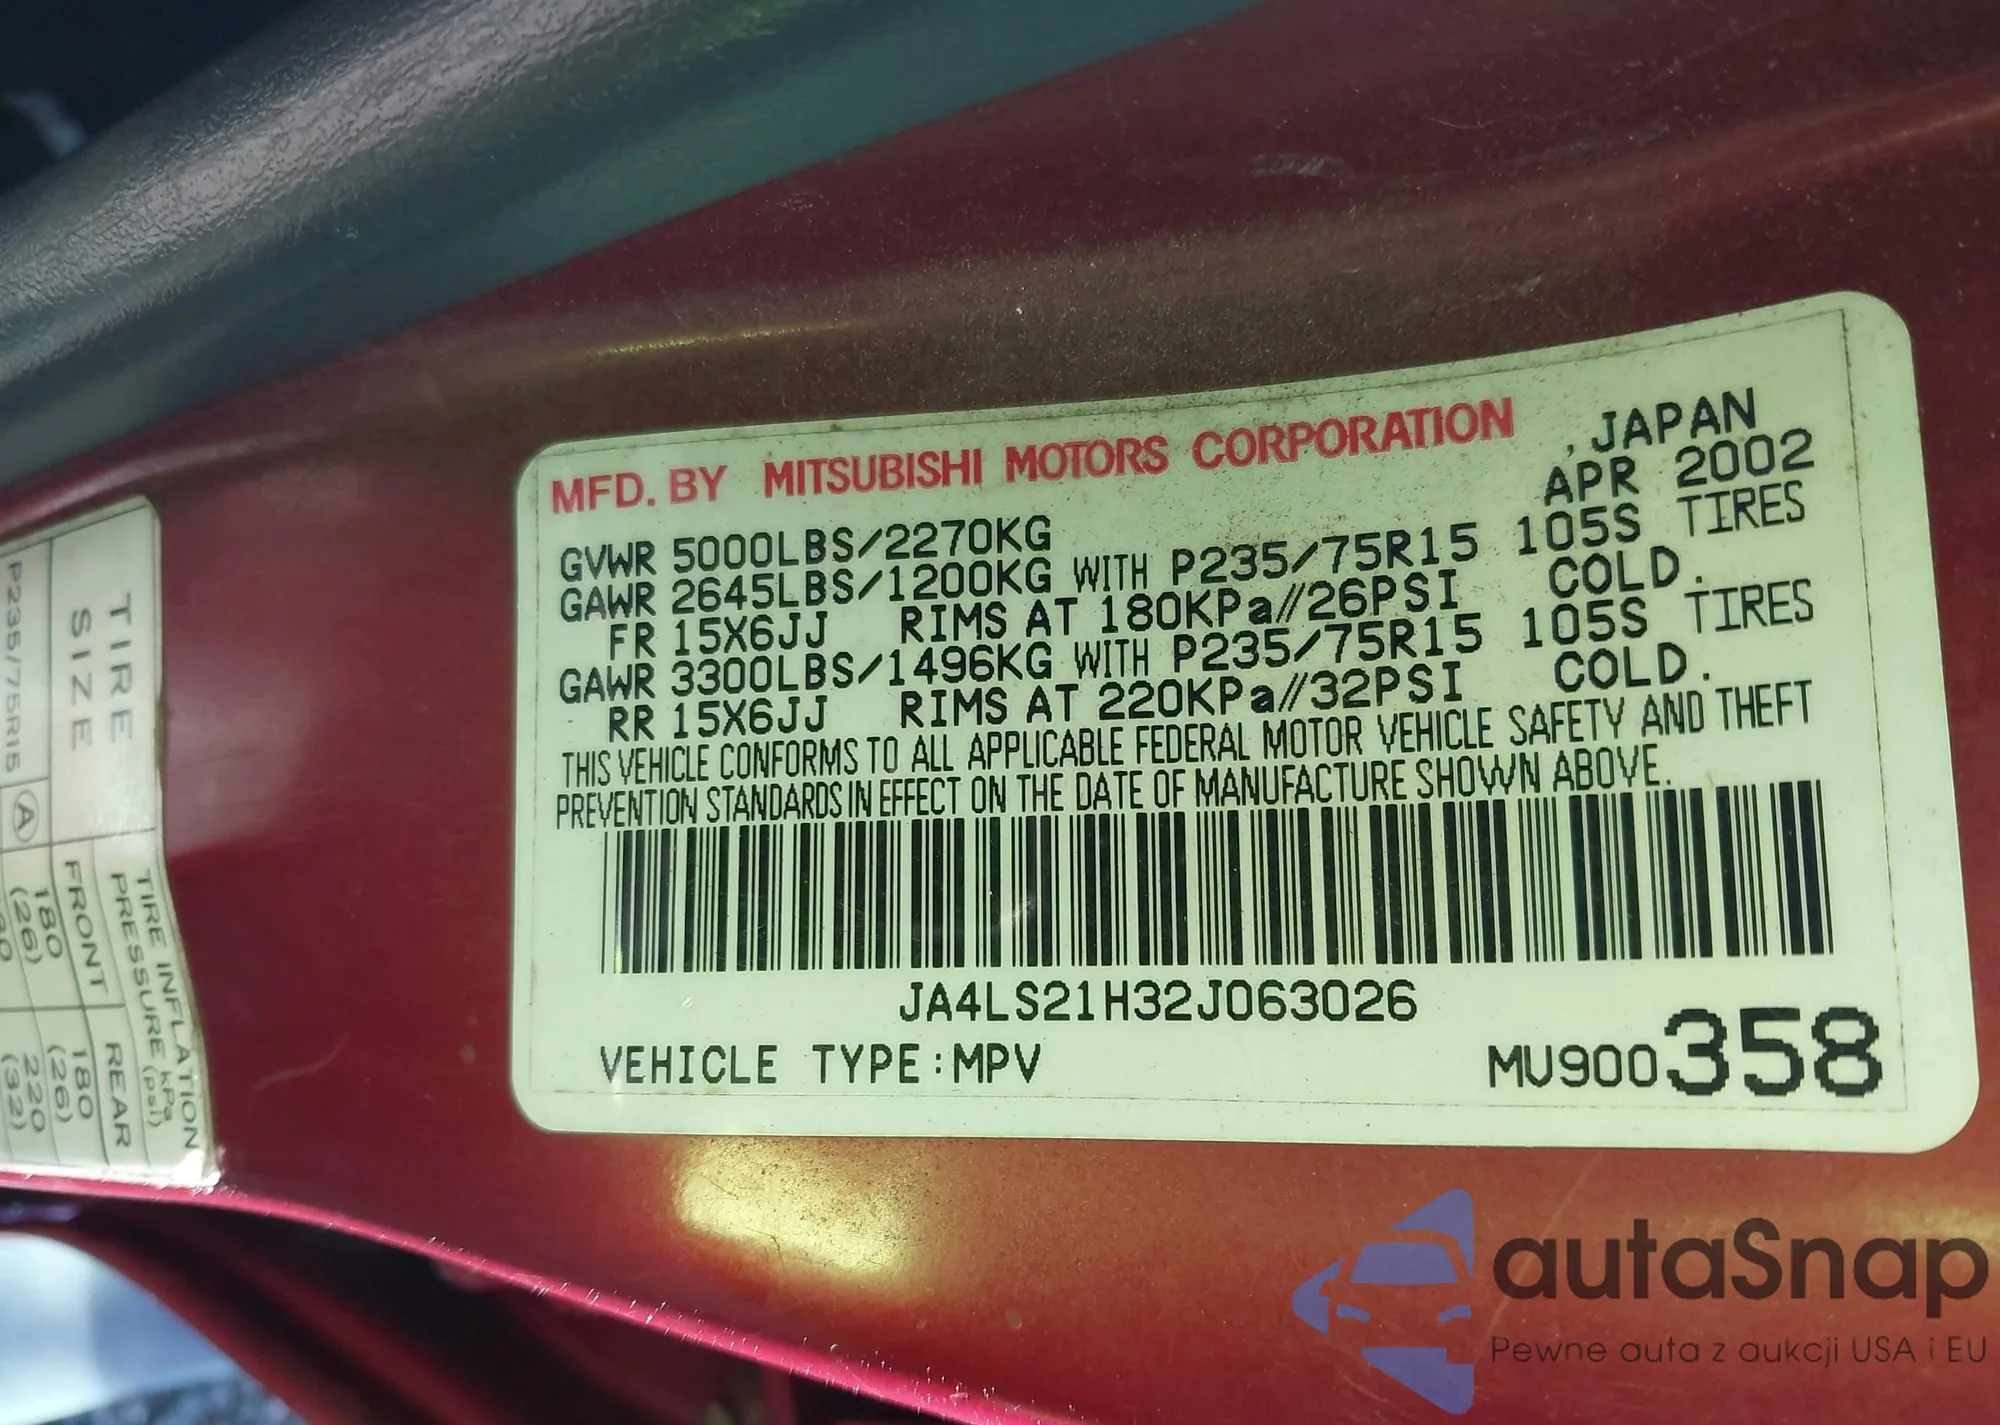 MFD. BY MITSUBISHI MOTORS CORPORATION , JAPAN
APR 2002
GVWR 5000LBS/2270KG
GAWR 2645LBS/1200KG WITH P235/75R15 105S TIRES
FR 15X6JJ RIMS AT 180KPa//26PSI COLD.
GAWR 3300LBS/1496KG WITH P235/75R15 105S TIRES
RR 15X6JJ RIMS AT 220KPa//32PSI COLD.
THIS VEHICLE CONFORMS TO ALL APPLICABLE FEDERAL MOTOR VEHICLE SAFETY AND THEFT
PREVENTION STANDARDS IN EFFECT ON THE DATE OF MANUFACTURE SHOWN ABOVE.
JA4LS21H32J063026
VEHICLE TYPE:MPV MU900358
TIRE
SIZE
TIRE INFLATION
PRESSURE kPa (psi)
FRONT REAR
P235/75R15 A
180 180
(26) (26)
220
(32)
autaSnap
Pewne auta z aukcji USA i EU